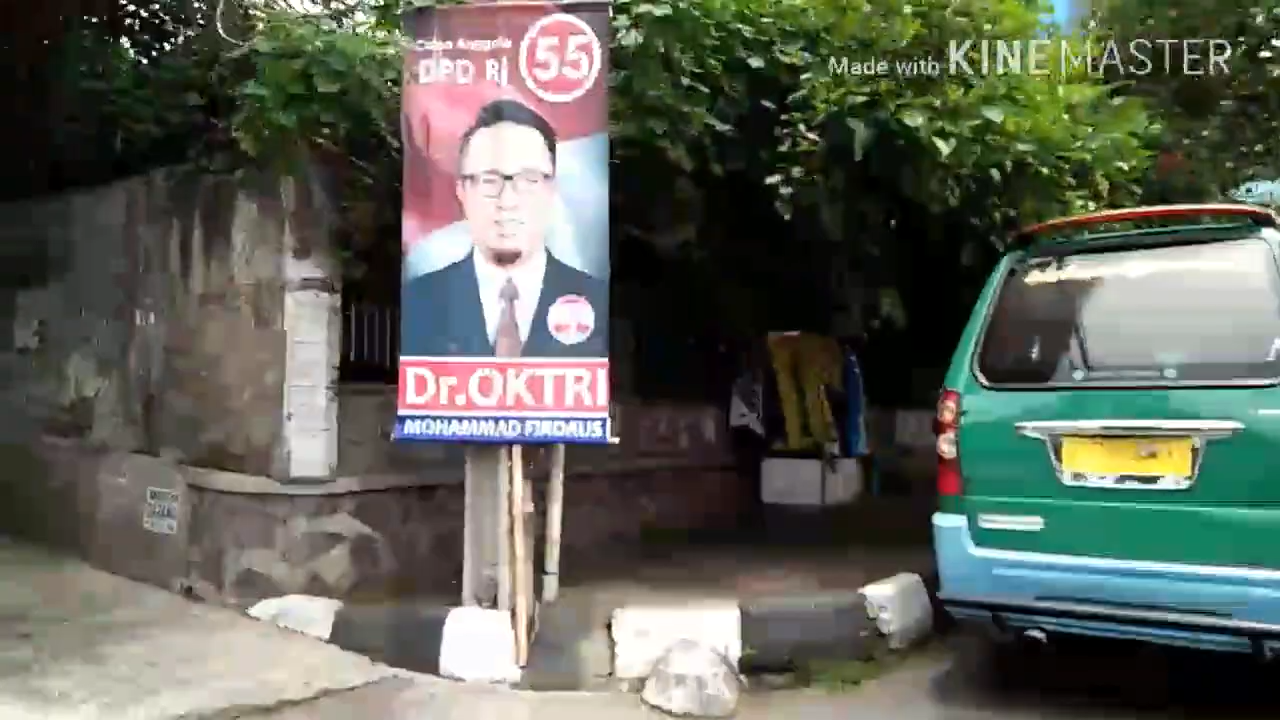 Calon Anggota
DPD RI
55
Made with KINEMASTER
Dr.OKTRI
MOHAMMAD FIRDAUS